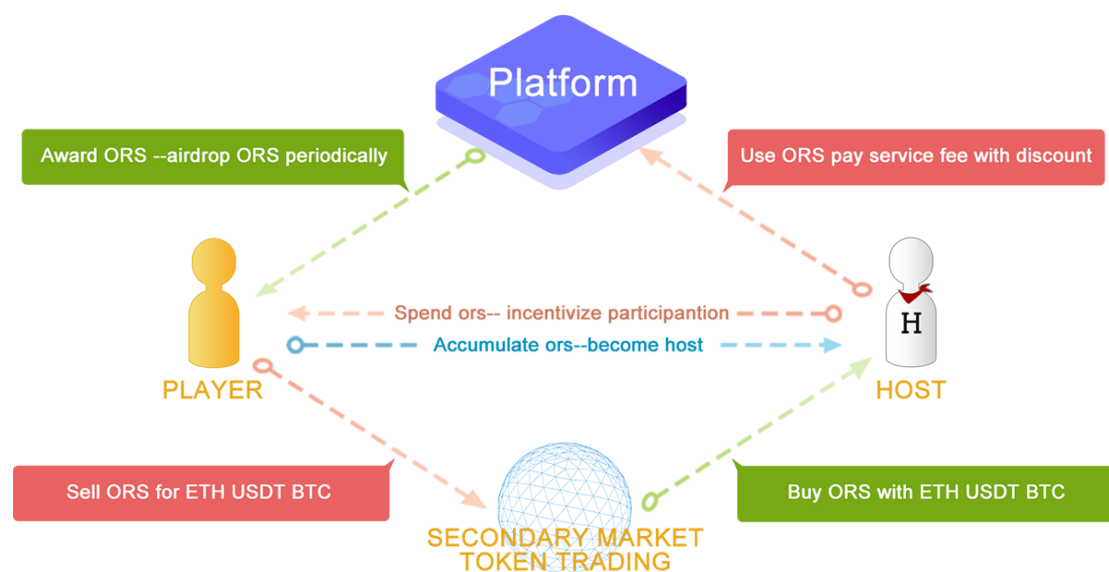 Platform
Award ORS --airdrop ORS periodically
Use ORS pay service fee with discount
Spend ors-- incentivize participantion
H
Accumulate ors--become host
PLAYER
HOST
Sell ORS for ETH USDT BTC
Buy ORS with ETH USDT BTC
SECONDARY MARKET
TOKEN TRADING